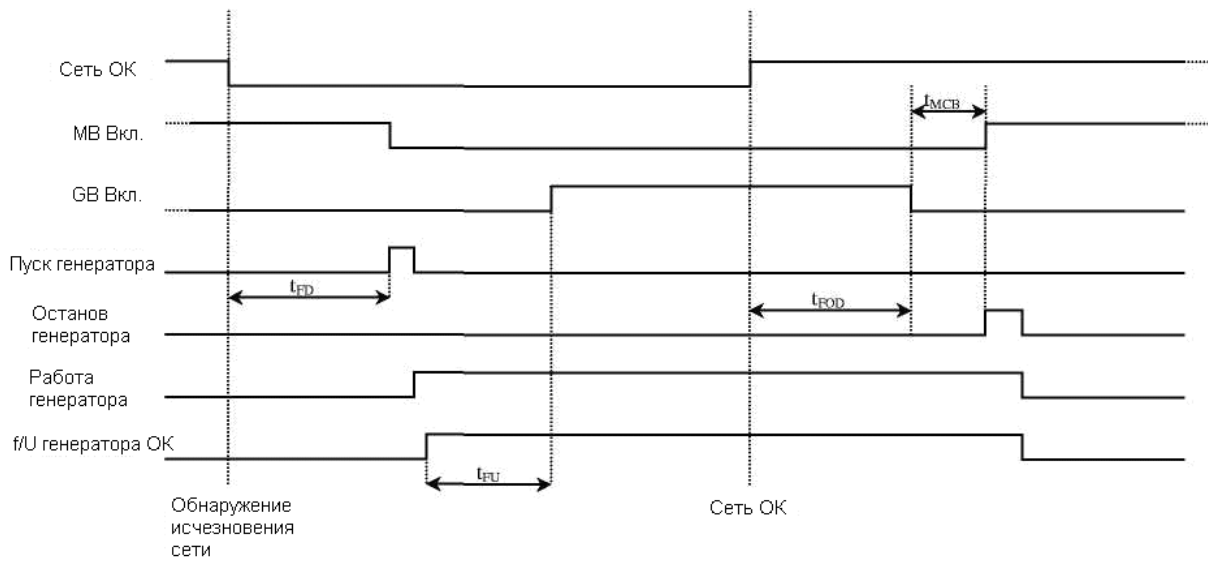 Сеть ОК
tMCB
МВ Вкл.
GB Вкл.
Пуск генератора
tFD
tFOD
Останов
генератора
Работа
генератора
f/U генератора ОК
tFU
Обнаружение
исчезновения
сети
Сеть ОК